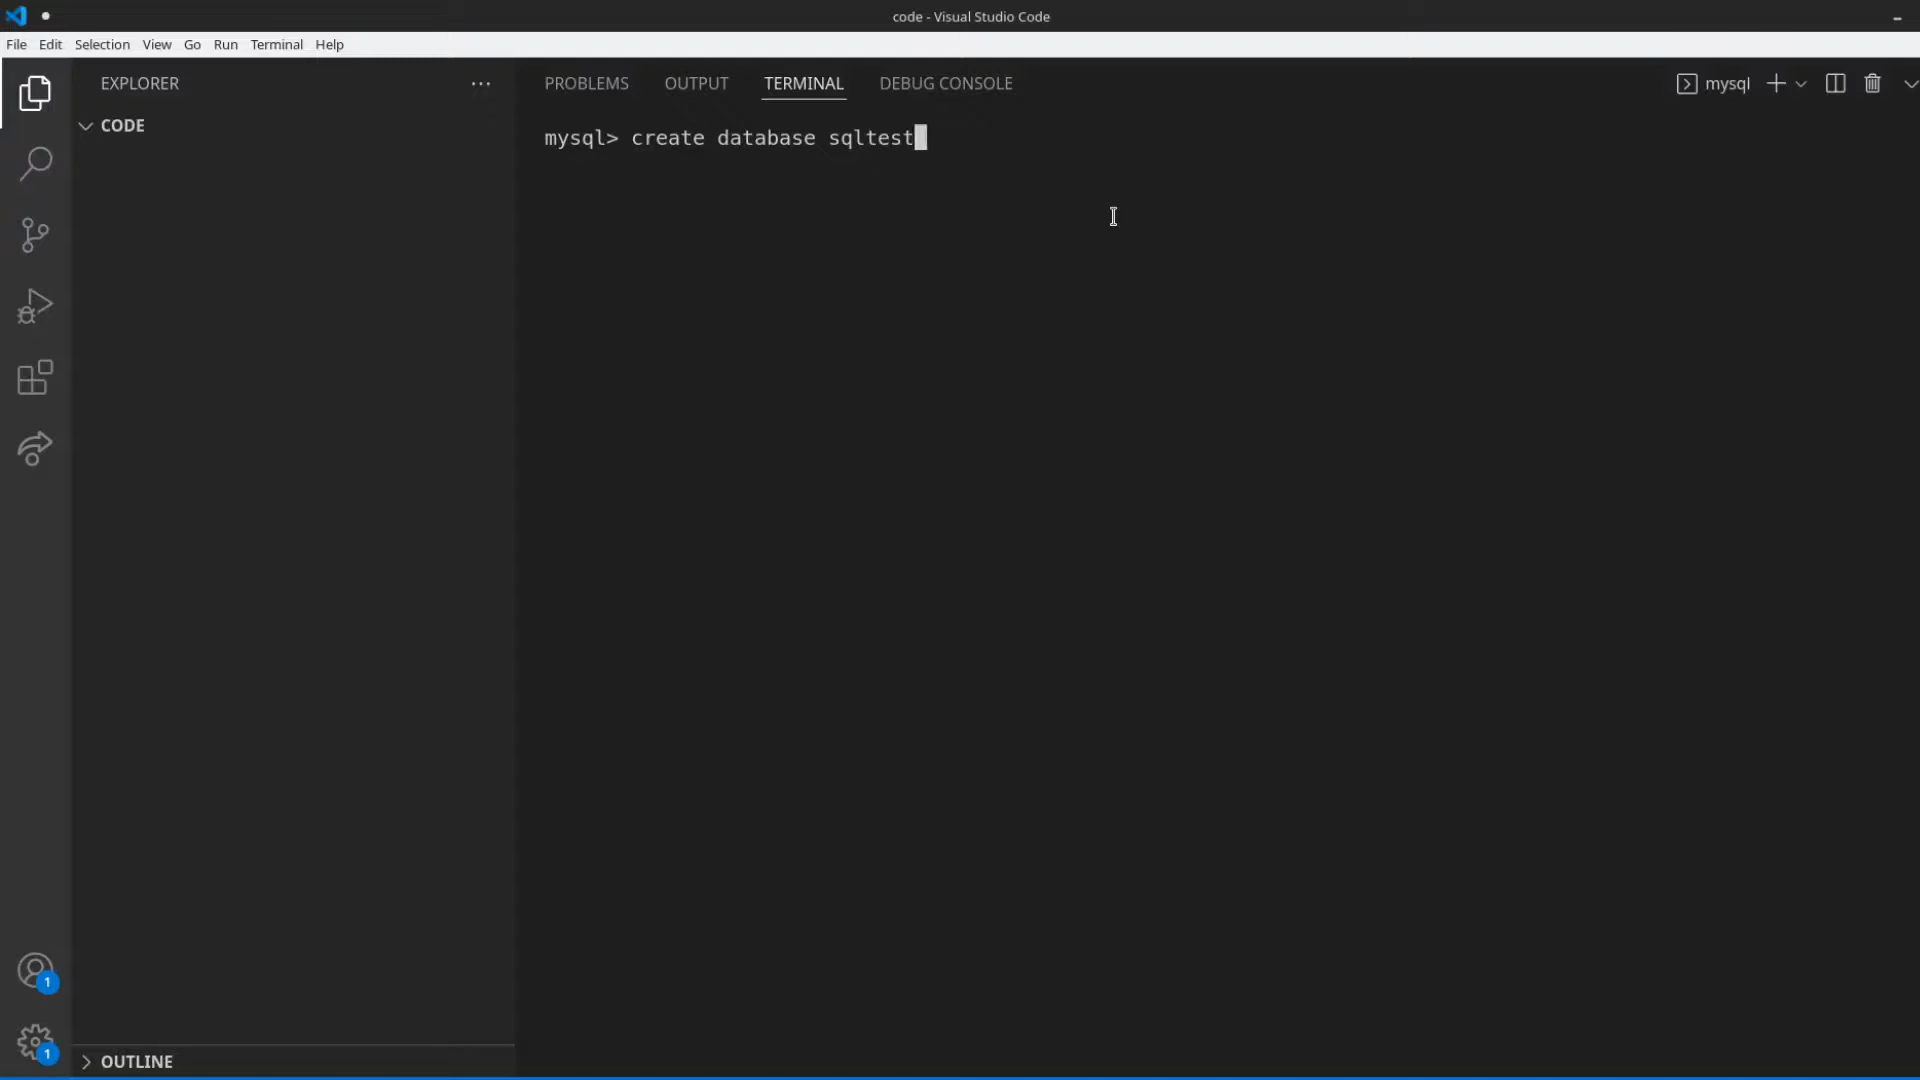 code - Visual Studio Code
File Edit Selection View Go Run Terminal Help
EXPLORER
PROBLEMS OUTPUT TERMINAL DEBUG CONSOLE
mysql
CODE
mysql> create database sqltest
1
1
OUTLINE